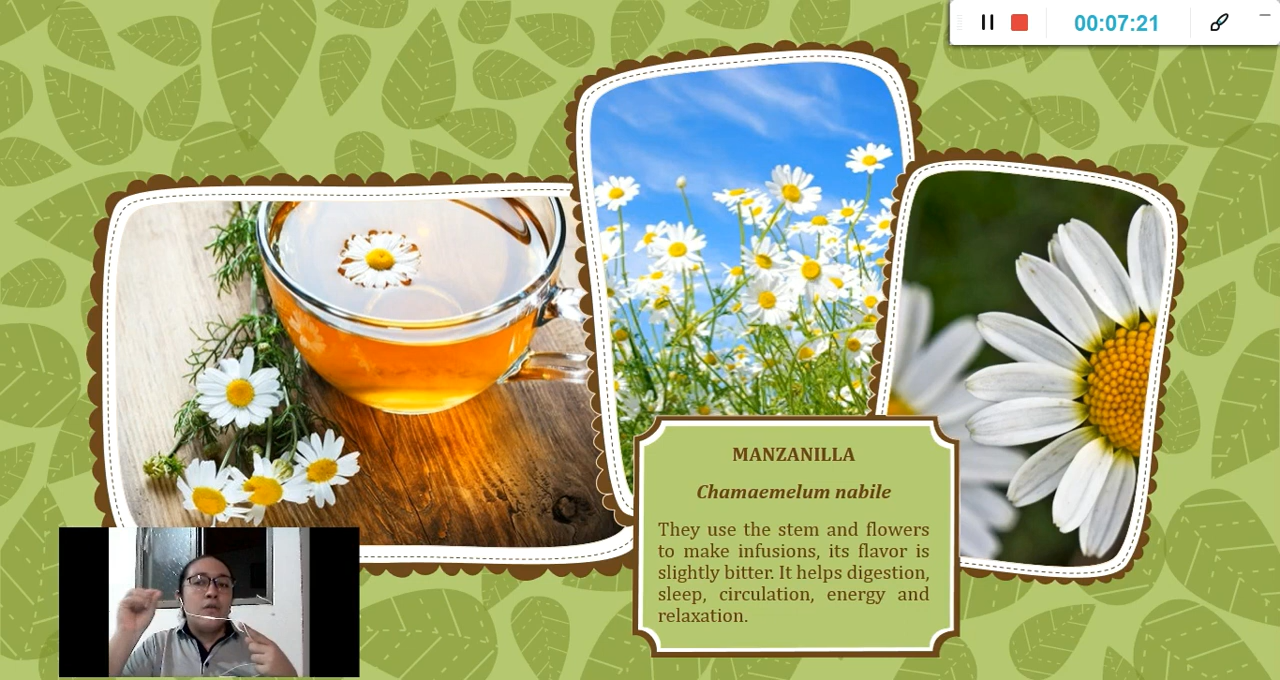 00:07:21
MANZANILLA
Chamaemelum nabile
They use the stem and flowers
to make infusions, its flavor is
slightly bitter. It helps digestion,
sleep, circulation, energy and
relaxation.